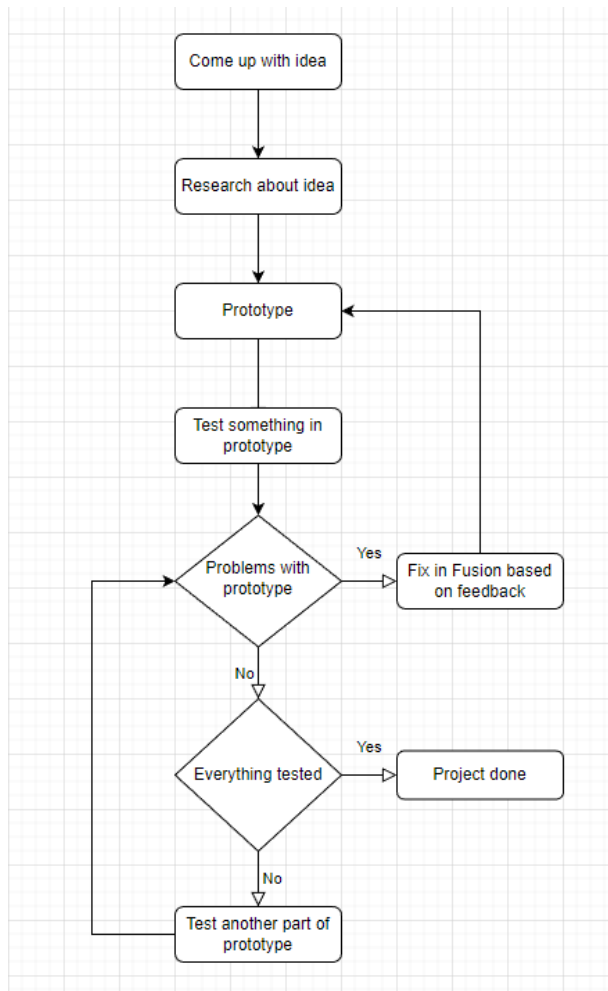 Come up with idea
Research about idea
Prototype
Test something in
prototype
Problems with
prototype
Yes
Fix in Fusion based
on feedback
No
Everything tested
Yes
Project done
No
Test another part of
prototype